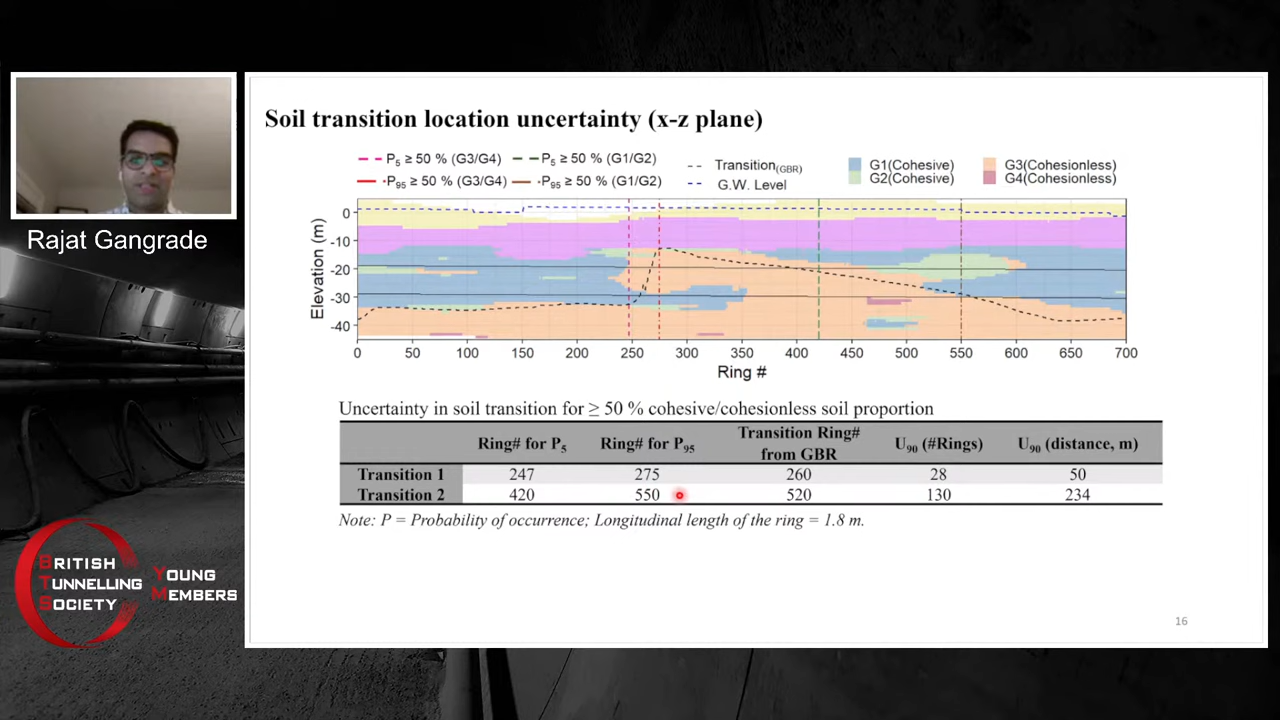 Soil transition location uncertainty (x-z plane)
P5 ≥ 50 % (G3/G4) P5 ≥ 50 % (G1/G2) Transition(GBR) G1(Cohesive) G3(Cohesionless)
P95 ≥ 50 % (G3/G4) P95 ≥ 50 % (G1/G2) G.W. Level G2(Cohesive) G4(Cohesionless)
Elevation (m)
0
-10
-20
-30
-40
0 50 100 150 200 250 300 350 400 450 500 550 600 650 700
Ring #
Rajat Gangrade
Uncertainty in soil transition for ≥ 50 % cohesive/cohesionless soil proportion
Ring# for P5 Ring# for P95 Transition Ring# from GBR U90 (#Rings) U90 (distance, m)
Transition 1 247 275 260 28 50
Transition 2 420 550 520 130 234
Note: P = Probability of occurrence; Longitudinal length of the ring = 1.8 m.
16
BRITISH
TUNNELLING
SOCIETY
YOUNG
MEMBERS